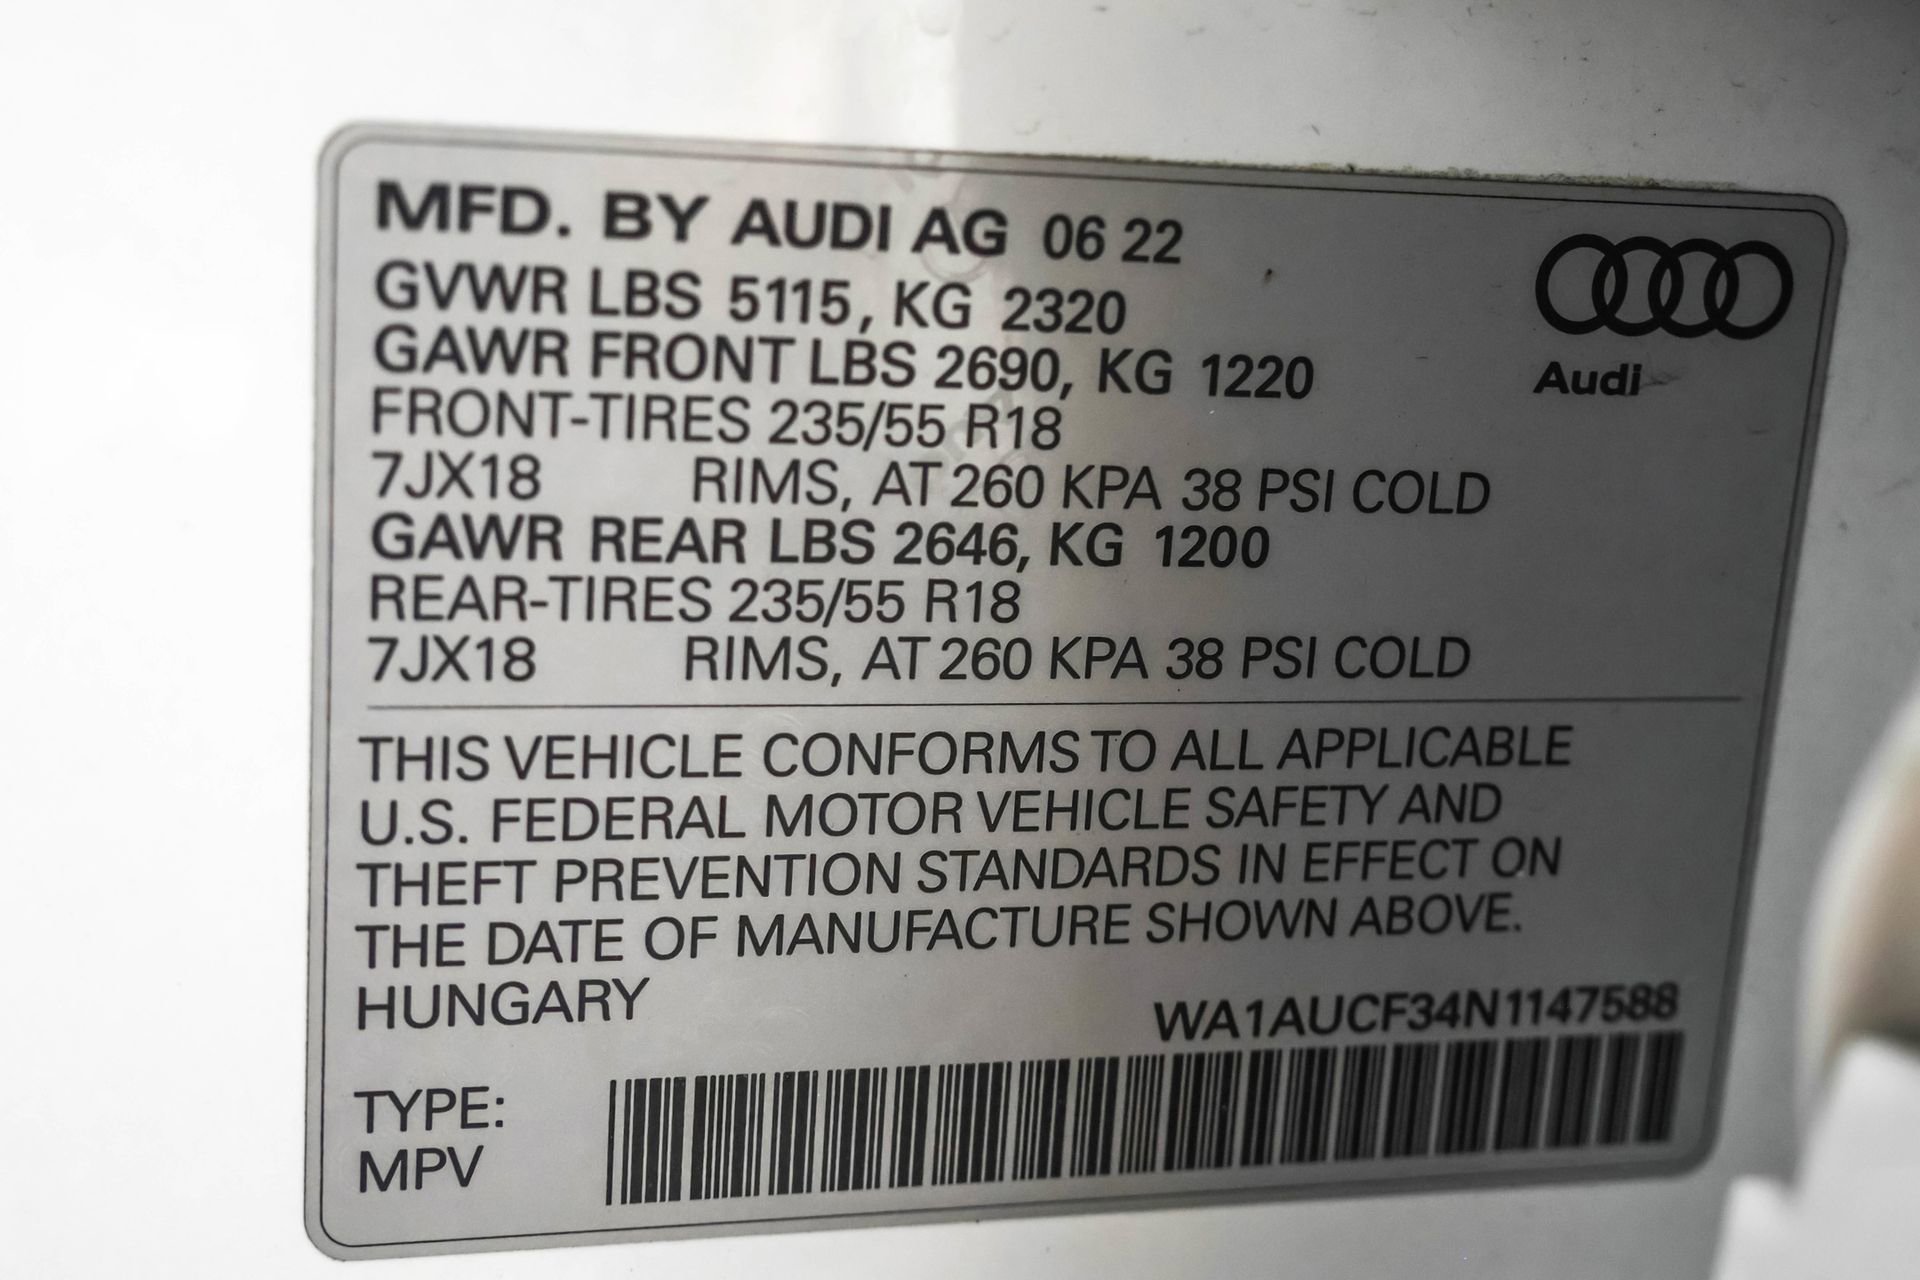 MFD. BY AUDI AG 06 22
GVWR LBS 5115, KG 2320
GAWR FRONT LBS 2690, KG 1220
Audi
FRONT-TIRES 235/55 R18
7JX18 RIMS, AT 260 KPA 38 PSI COLD
GAWR REAR LBS 2646, KG 1200
REAR-TIRES 235/55 R18
7JX18 RIMS, AT 260 KPA 38 PSI COLD
THIS VEHICLE CONFORMS TO ALL APPLICABLE
U.S. FEDERAL MOTOR VEHICLE SAFETY AND
THEFT PREVENTION STANDARDS IN EFFECT ON
THE DATE OF MANUFACTURE SHOWN ABOVE.
HUNGARY
WA1AUCF34N1147588
TYPE:
MPV